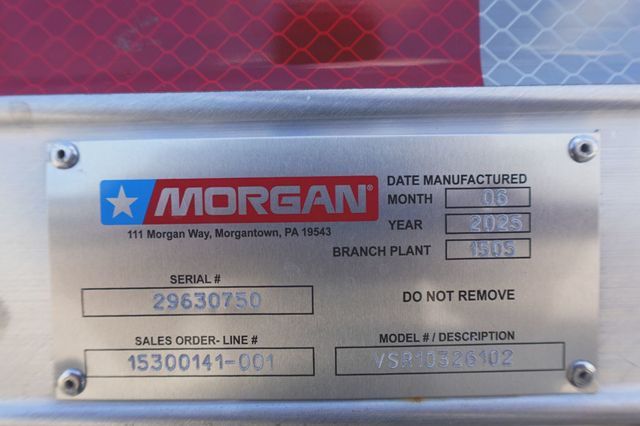 MORGAN®
111 Morgan Way, Morgantown, PA 19543
DATE MANUFACTURED
MONTH 06
YEAR 2025
BRANCH PLANT 1505
SERIAL #
29630750
DO NOT REMOVE
SALES ORDER- LINE #
15300141-001
MODEL # / DESCRIPTION
VSR10326102